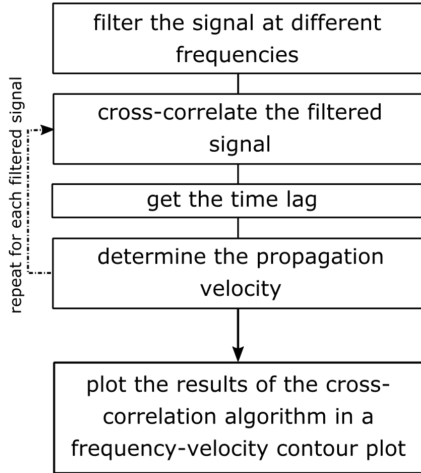 filter the signal at different
frequencies
cross-correlate the filtered
signal
get the time lag
determine the propagation
velocity
repeat for each filtered signal
plot the results of the cross-
correlation algorithm in a
frequency-velocity contour plot